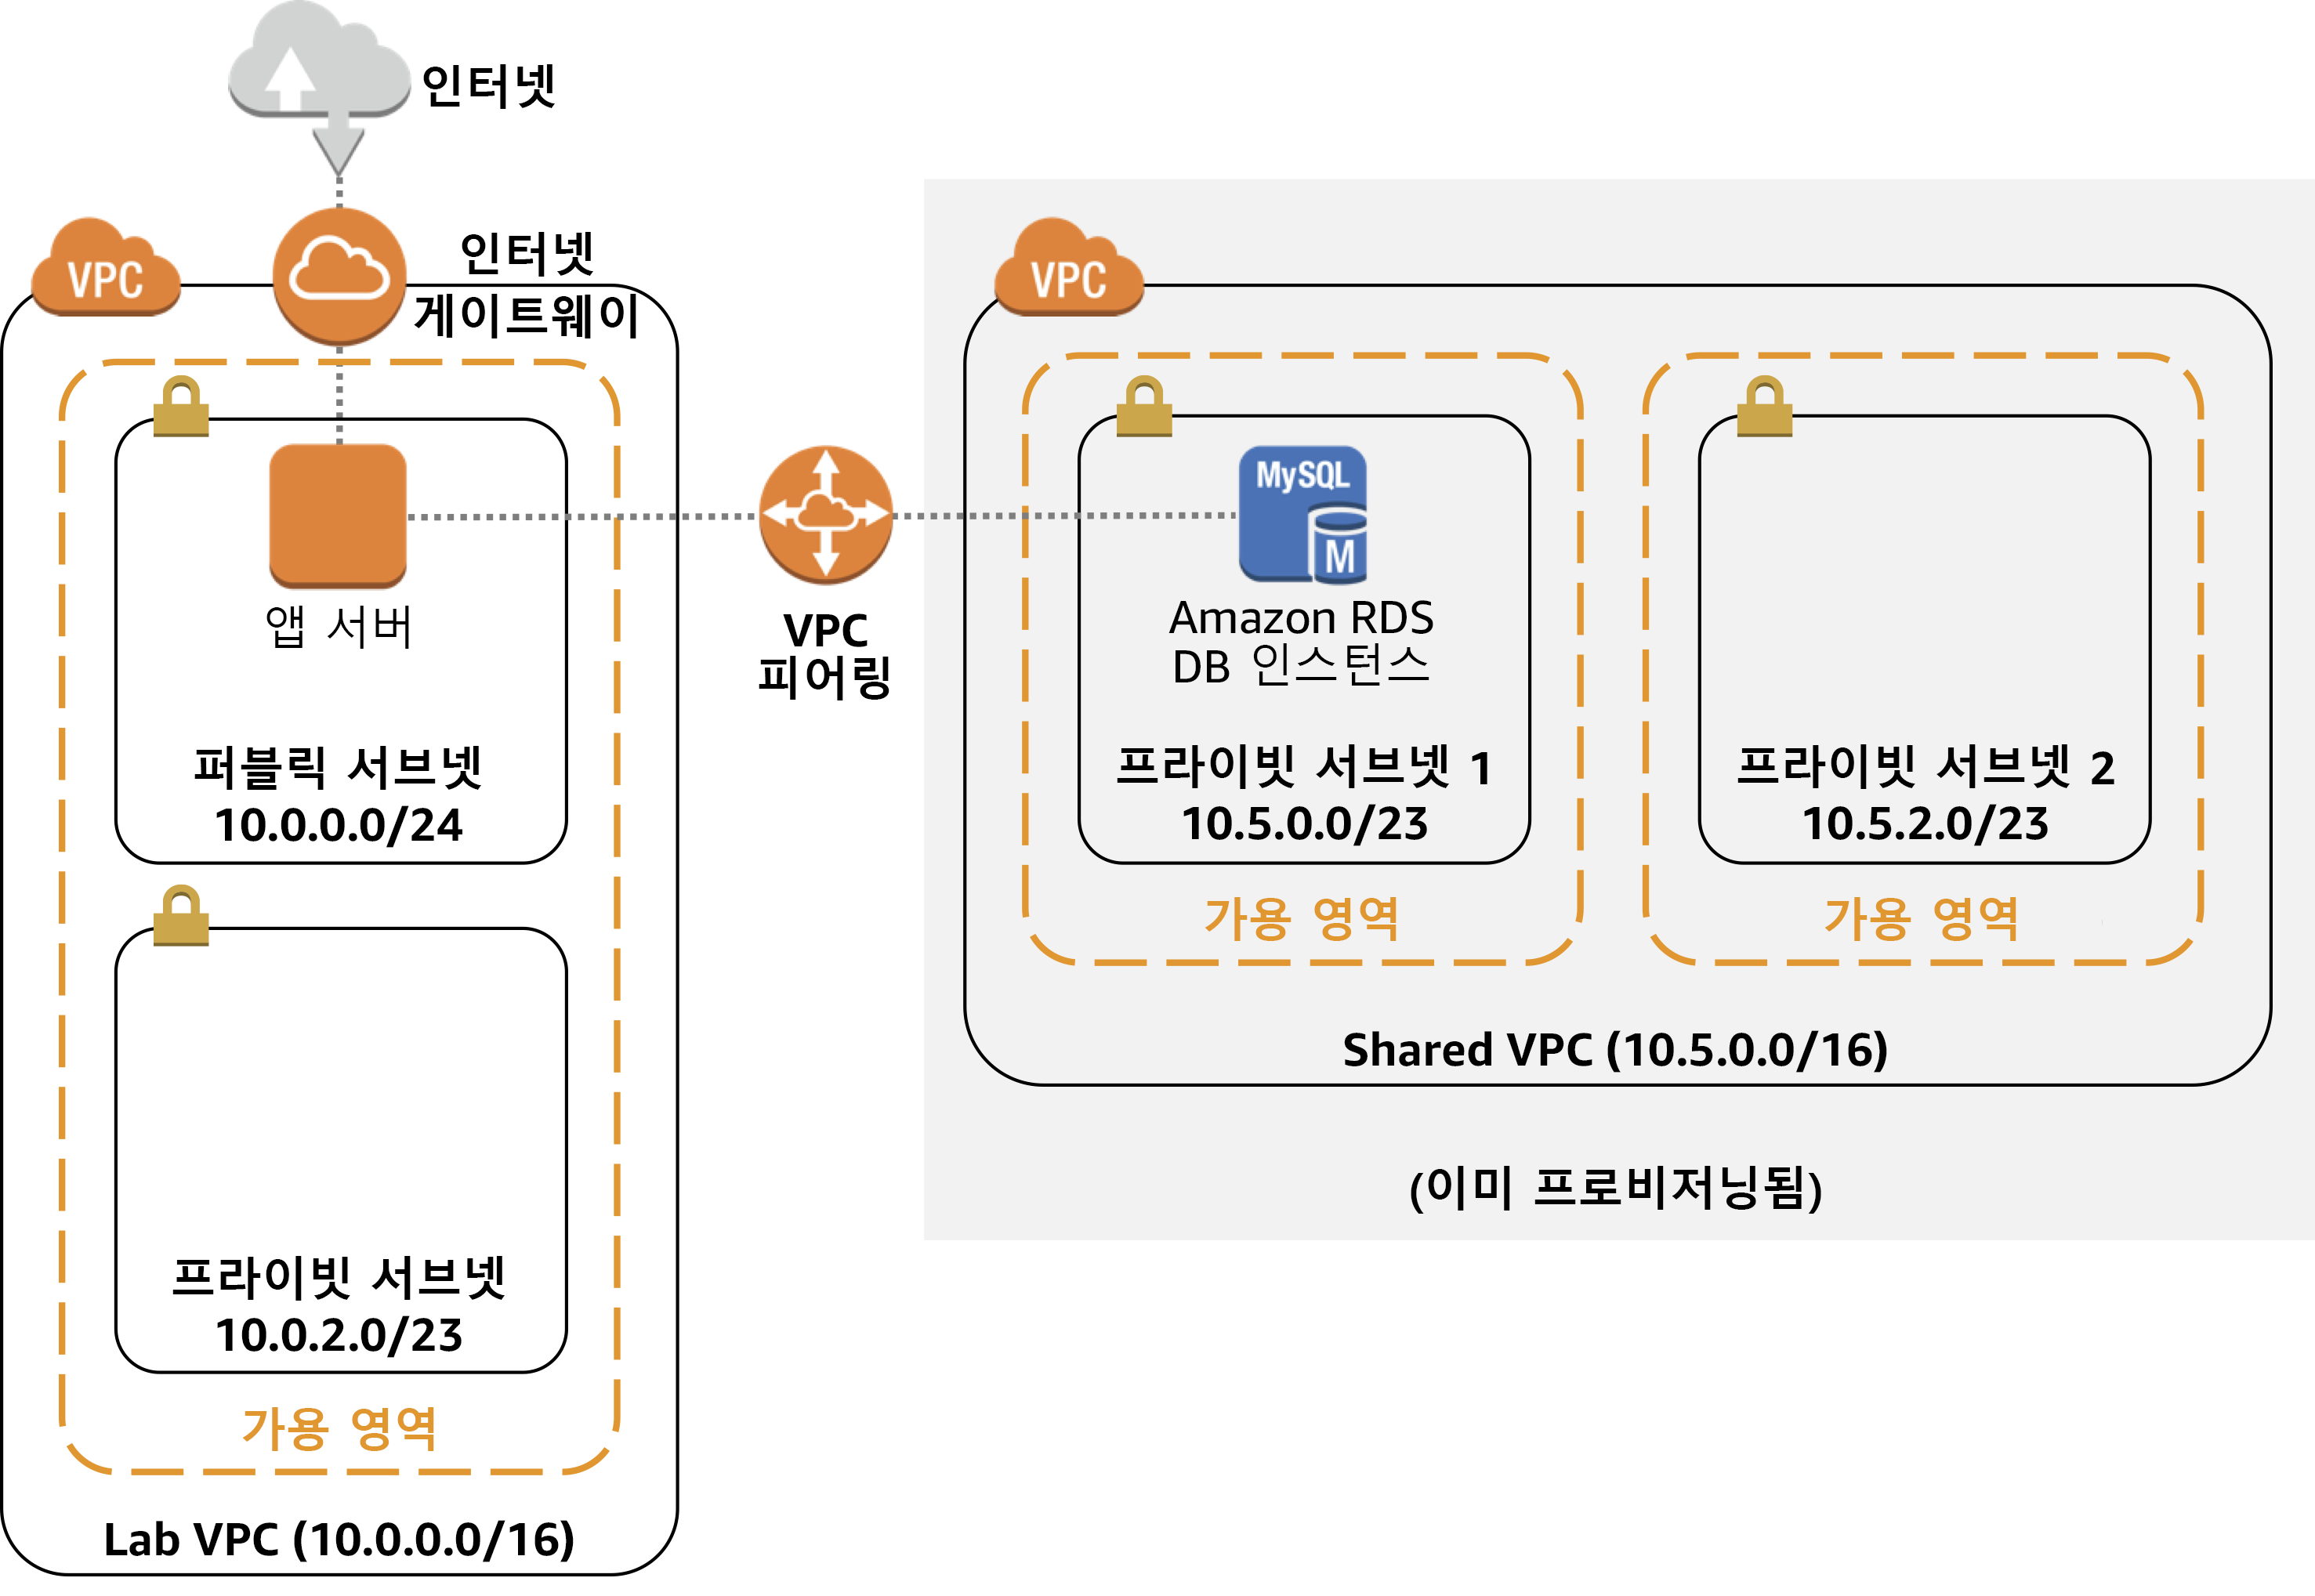 인터넷
VPC
인터넷
게이트웨이
앱 서버
퍼블릭 서브넷
10.0.0.0/24
프라이빗 서브넷
10.0.2.0/23
가용 영역
Lab VPC (10.0.0.0/16)
VPC
피어링
VPC
MySQL
M
Amazon RDS
DB 인스턴스
프라이빗 서브넷 1
10.5.0.0/23
가용 영역
프라이빗 서브넷 2
10.5.2.0/23
가용 영역
Shared VPC (10.5.0.0/16)
(이미 프로비저닝됨)